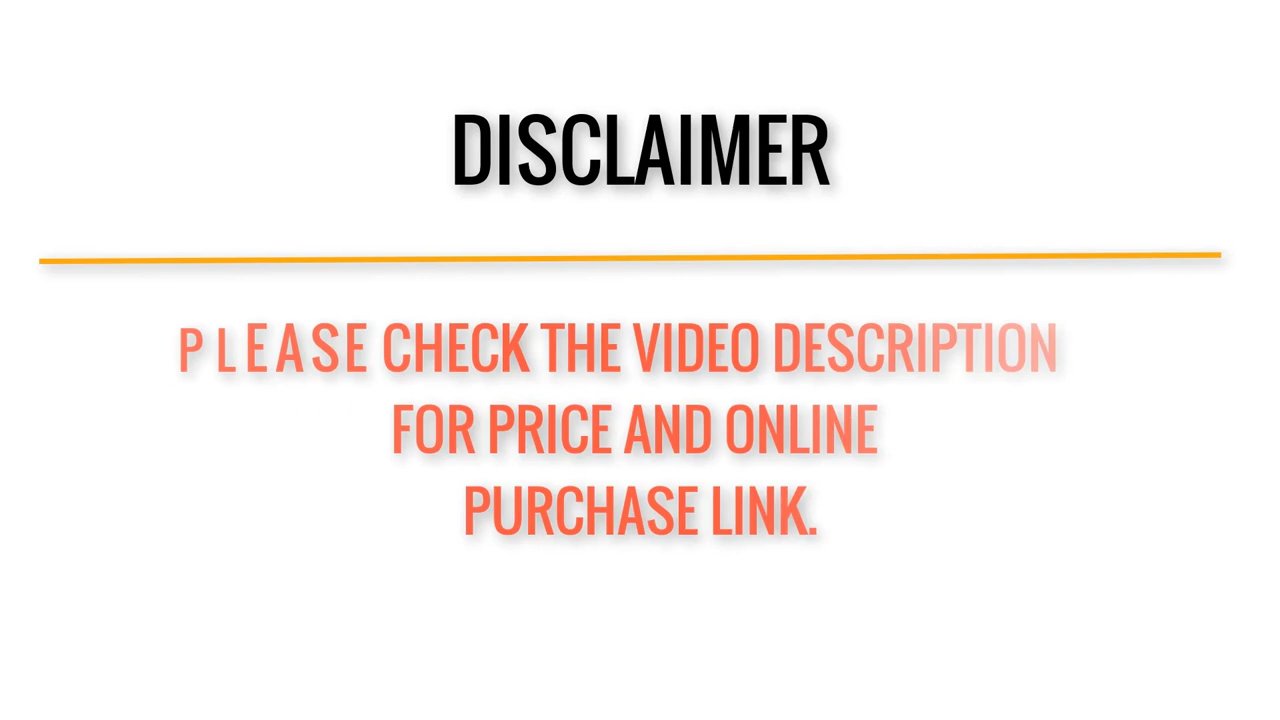 DISCLAIMER
PLEASE CHECK THE VIDEO DESCRIPTION
FOR PRICE AND ONLINE
PURCHASE LINK.